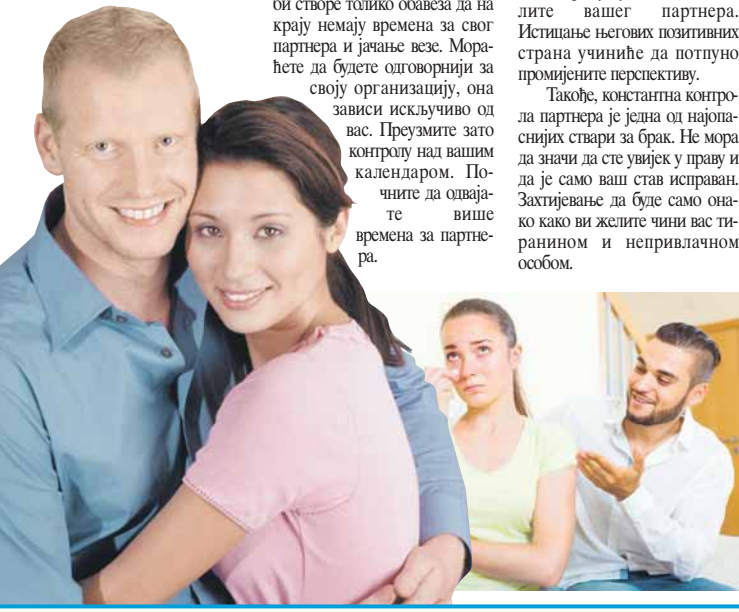 би створе толико обавеза да на
крају немају времена за свог
партнера и јачање везе. Мора-
ћете да будете одговорнији за
своју организацију, она
зависи искључиво од
вас. Преузмите зато
контролу над вашим
календаром. По-
чните да одваја-
те више
времена за партне-
ра.
лите вашег партнера.
Истицање његових позитивних
страна учиниће да потпуно
промијените перспективу.
Такође, константна контро-
ла партнера је једна од најопа-
снијих ствари за брак. Не мора
да значи да сте увијек у праву и
да је само ваш став исправан.
Захтијевање да буде само она-
ко како ви желите чини вас ти-
ранином и непривлачном
особом.